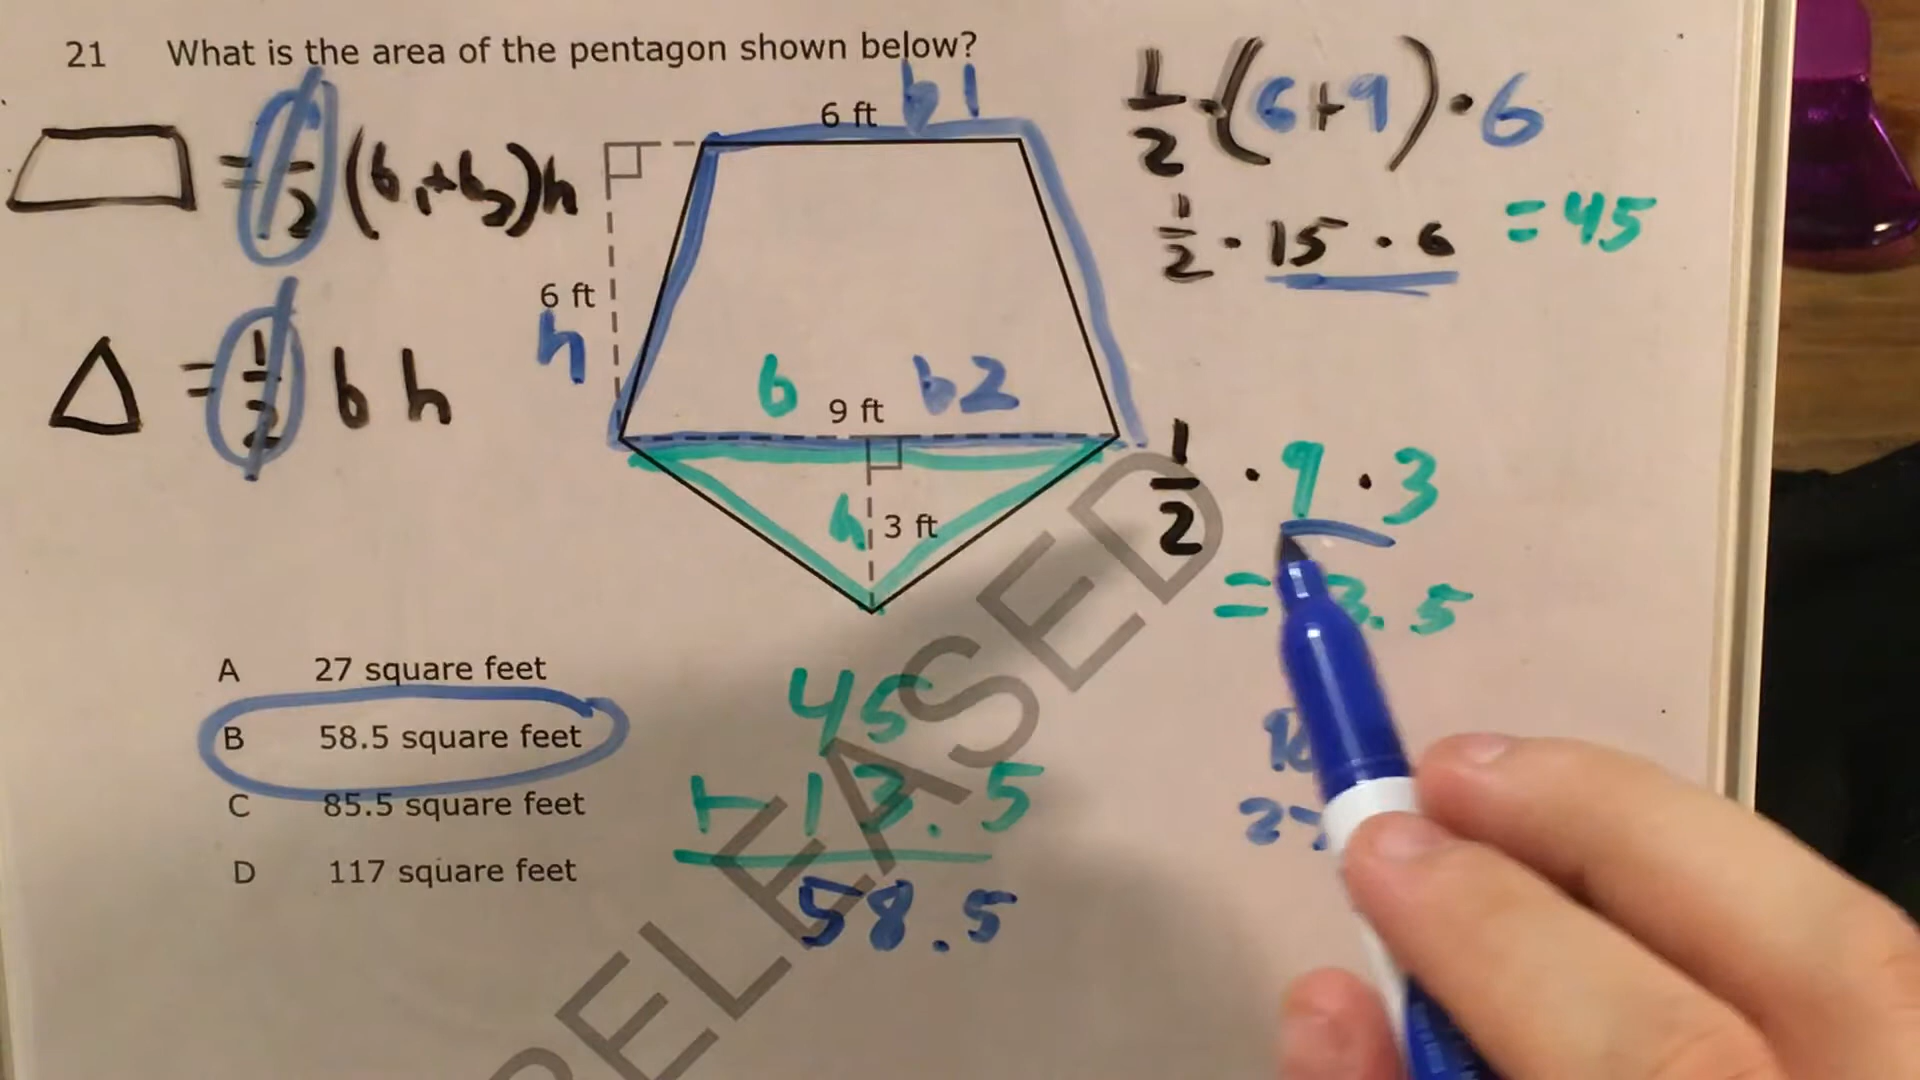 21 What is the area of the pentagon shown below?
= 1/2 (b1+b2)h
= 1/2 b h
6 ft b1
6 ft
h
b 9 ft b2
h 3 ft
1/2 · (6+9) · 6
1/2 · 15 · 6 = 45
1/2 · 9 · 3
= 3.5
A 27 square feet
B 58.5 square feet
C 85.5 square feet
D 117 square feet
45
+ 13.5
58.5
RELEASED